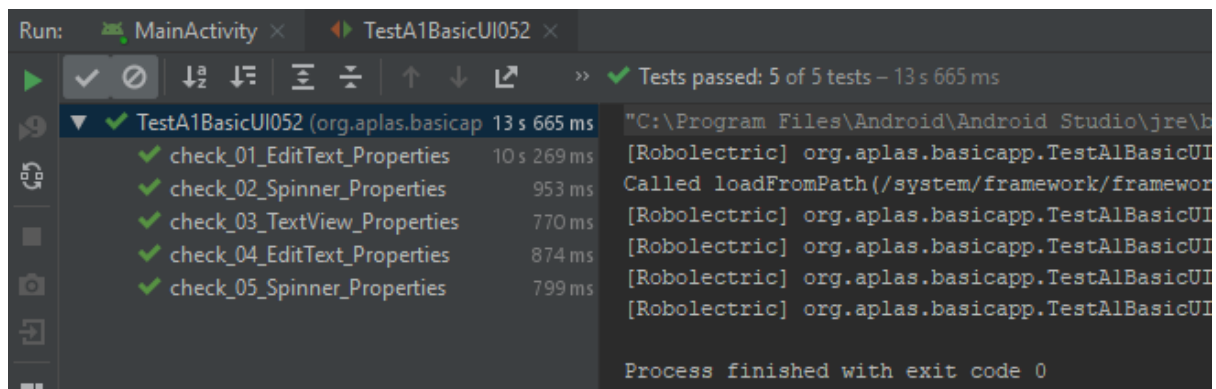 Run: MainActivity × TestA1BasicUI052 ×
» Tests passed: 5 of 5 tests – 13 s 665 ms
TestA1BasicUI052 (org.aplas.basicap 13 s 665 ms
check_01_EditText_Properties 10 s 269 ms
check_02_Spinner_Properties 953 ms
check_03_TextView_Properties 770 ms
check_04_EditText_Properties 874 ms
check_05_Spinner_Properties 799 ms
"C:\Program Files\Android\Android Studio\jre\b
[Robolectric] org.aplas.basicapp.TestA1BasicUI
Called loadFromPath(/system/framework/framewor
[Robolectric] org.aplas.basicapp.TestA1BasicUI
[Robolectric] org.aplas.basicapp.TestA1BasicUI
[Robolectric] org.aplas.basicapp.TestA1BasicUI
[Robolectric] org.aplas.basicapp.TestA1BasicUI
Process finished with exit code 0